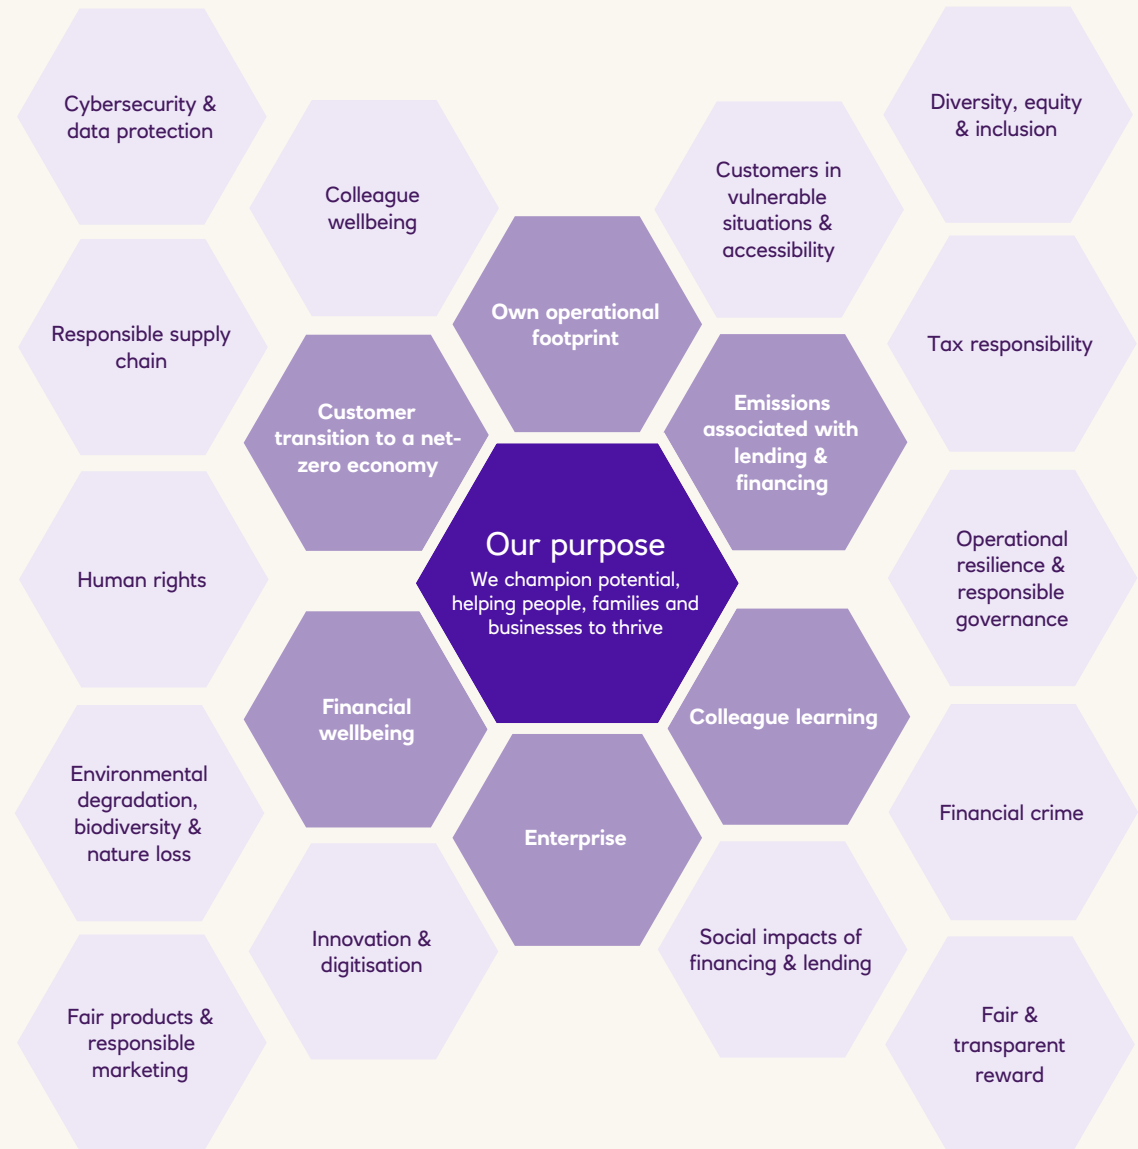 Cybersecurity &
data protection
Diversity, equity
& inclusion
Colleague
wellbeing
Customers in
vulnerable
situations &
accessibility
Own operational
footprint
Responsible supply
chain
Tax responsibility
Customer
transition to a net-
zero economy
Emissions
associated with
lending &
financing
Our purpose
We champion potential,
helping people, families and
businesses to thrive
Human rights
Operational
resilience &
responsible
governance
Financial
wellbeing
Colleague learning
Environmental
degradation,
biodiversity &
nature loss
Enterprise
Financial crime
Innovation &
digitisation
Social impacts of
financing & lending
Fair products &
responsible
marketing
Fair &
transparent
reward